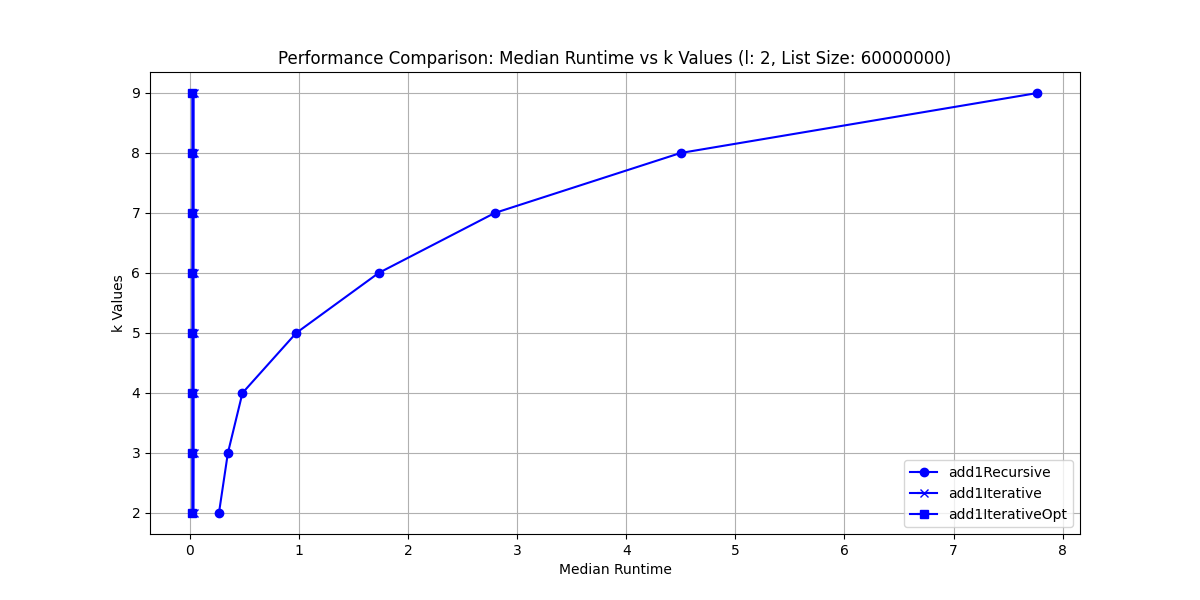 Performance Comparison: Median Runtime vs k Values (l: 2, List Size: 60000000)
9
8
7
6
5
4
3
2
k Values
0 1 2 3 4 5 6 7 8
Median Runtime
add1Recursive
add1Iterative
add1IterativeOpt